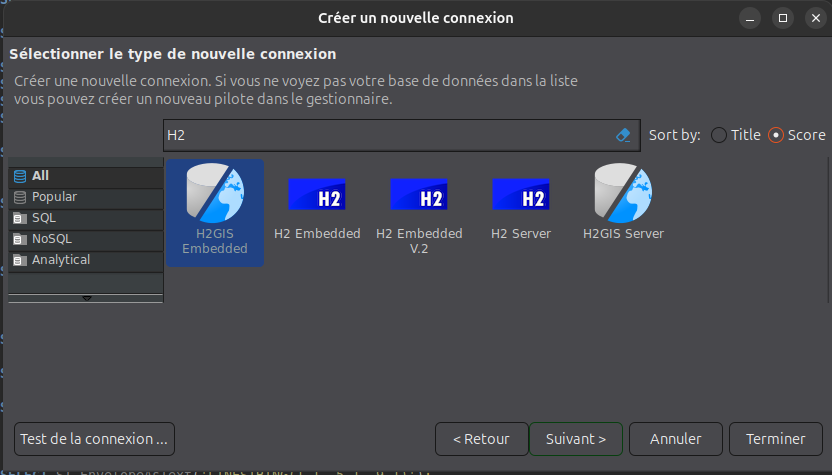 Créer un nouvelle connexion
Sélectionner le type de nouvelle connexion
Créer une nouvelle connexion. Si vous ne voyez pas votre base de données dans la liste
vous pouvez créer un nouveau pilote dans le gestionnaire.
H2
Sort by:
Title
Score
All
Popular
SQL
NoSQL
Analytical
H2GIS
Embedded
H2
H2 Embedded
H2
H2 Embedded
V.2
H2
H2 Server
H2GIS Server
Test de la connexion ...
< Retour
Suivant >
Annuler
Terminer